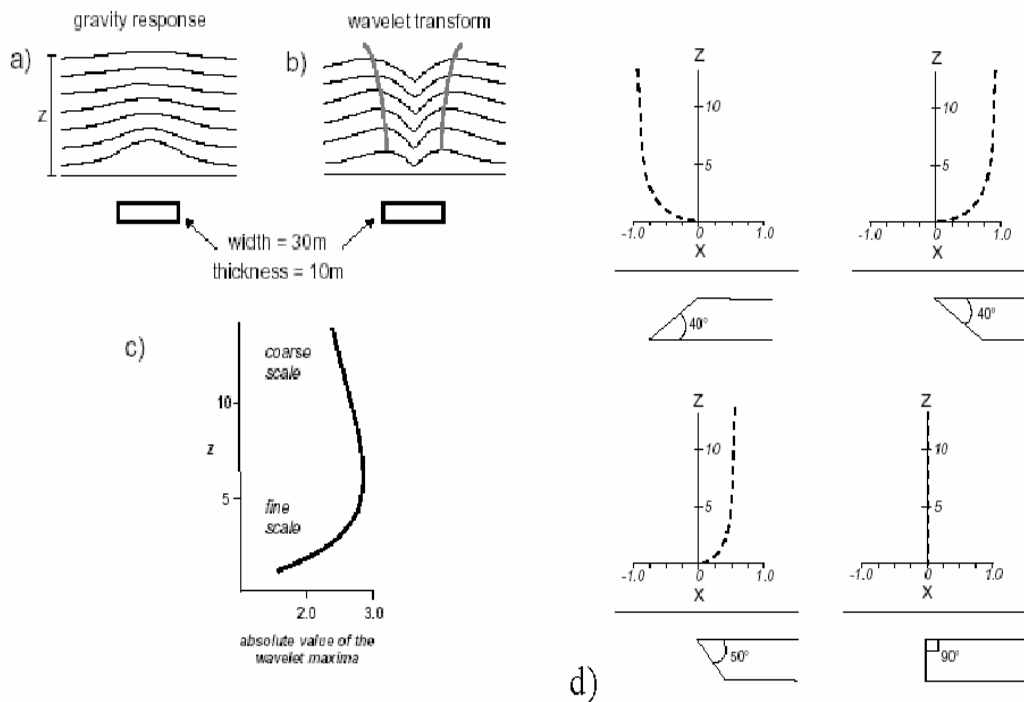 gravity response
a)
z
wavelet transform
b)
width = 30m
thickness = 10m
c)
coarse
scale
10
z
5
fine
scale
2.0
3.0
absolute value of the
wavelet maxima
Z
10
5
-1.0
0
1.0
X
40°
Z
10
5
-1.0
0
1.0
X
40°
Z
10
5
-1.0
0
1.0
X
50°
Z
10
5
-1.0
0
1.0
X
90°
d)